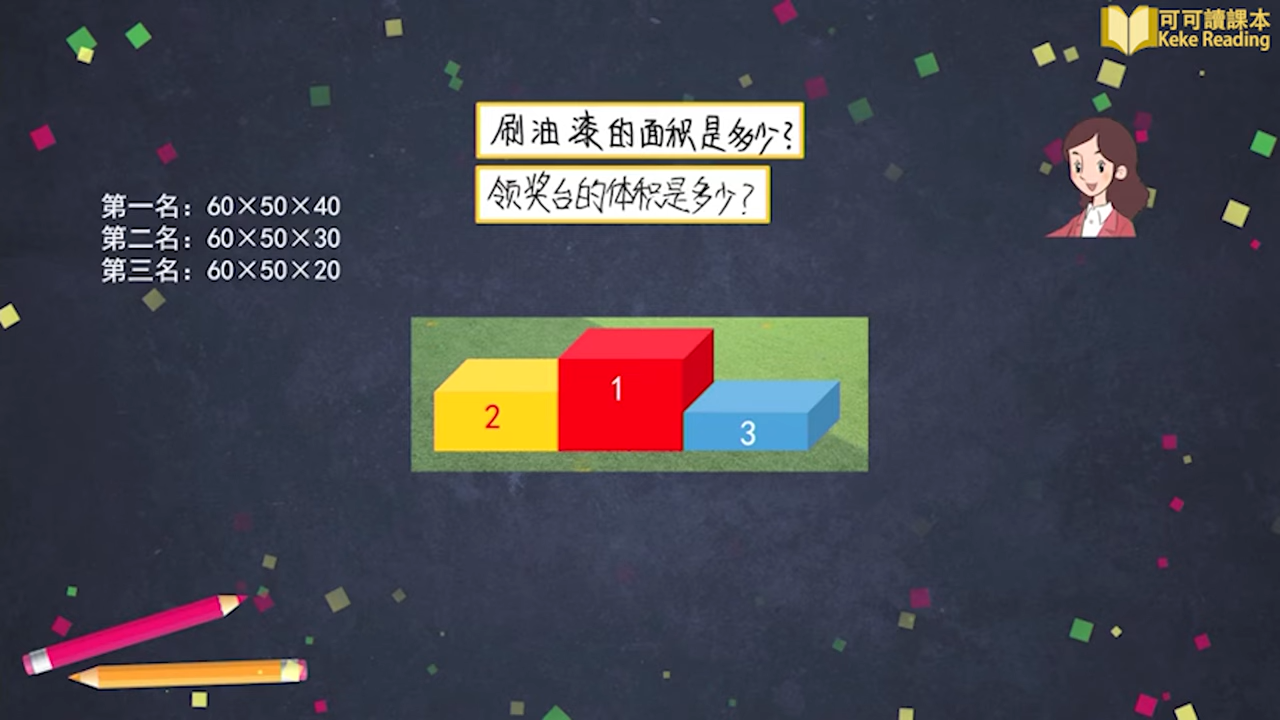 可可讀課本
Keke Reading
刷油漆的面积是多少?
领奖台的体积是多少?
第一名：60×50×40
第二名：60×50×30
第三名：60×50×20
1
2
3